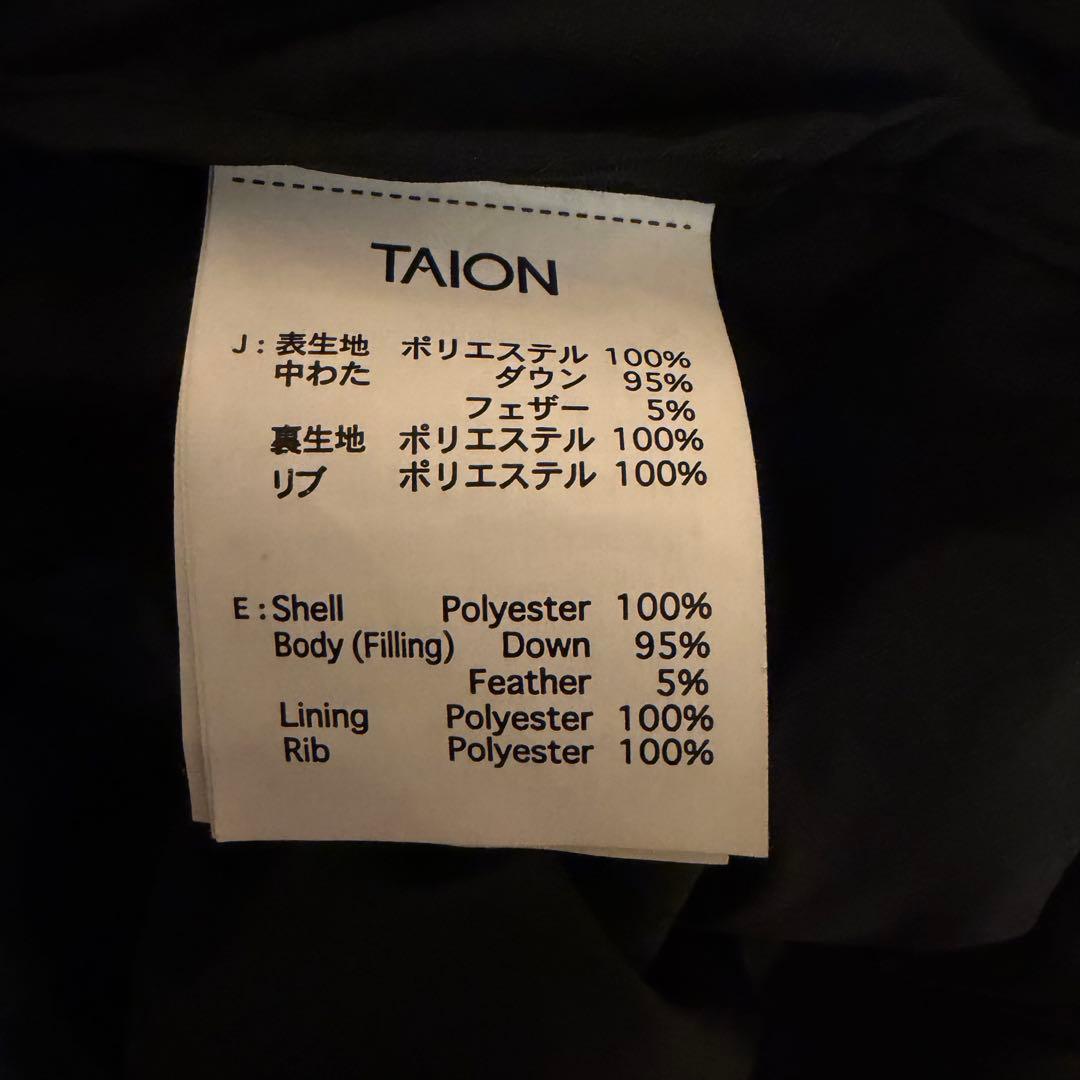 TAION
J : 表生地 ポリエステル 100%
中わた ダウン 95%
フェザー 5%
裏生地 ポリエステル 100%
リブ ポリエステル 100%
E : Shell Polyester 100%
Body (Filling) Down 95%
Feather 5%
Lining Polyester 100%
Rib Polyester 100%